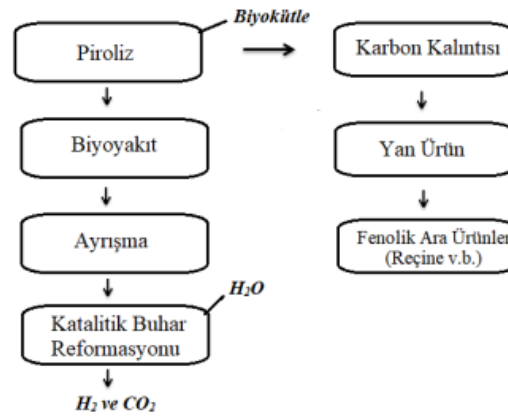 Biyokütle
Piroliz
Karbon Kalıntısı
Biyoyakıt
Yan Ürün
Ayrışma
Fenolik Ara Ürünler
(Reçine v.b.)
H₂O
Katalitik Buhar
Reformasyonu
H₂ ve CO₂